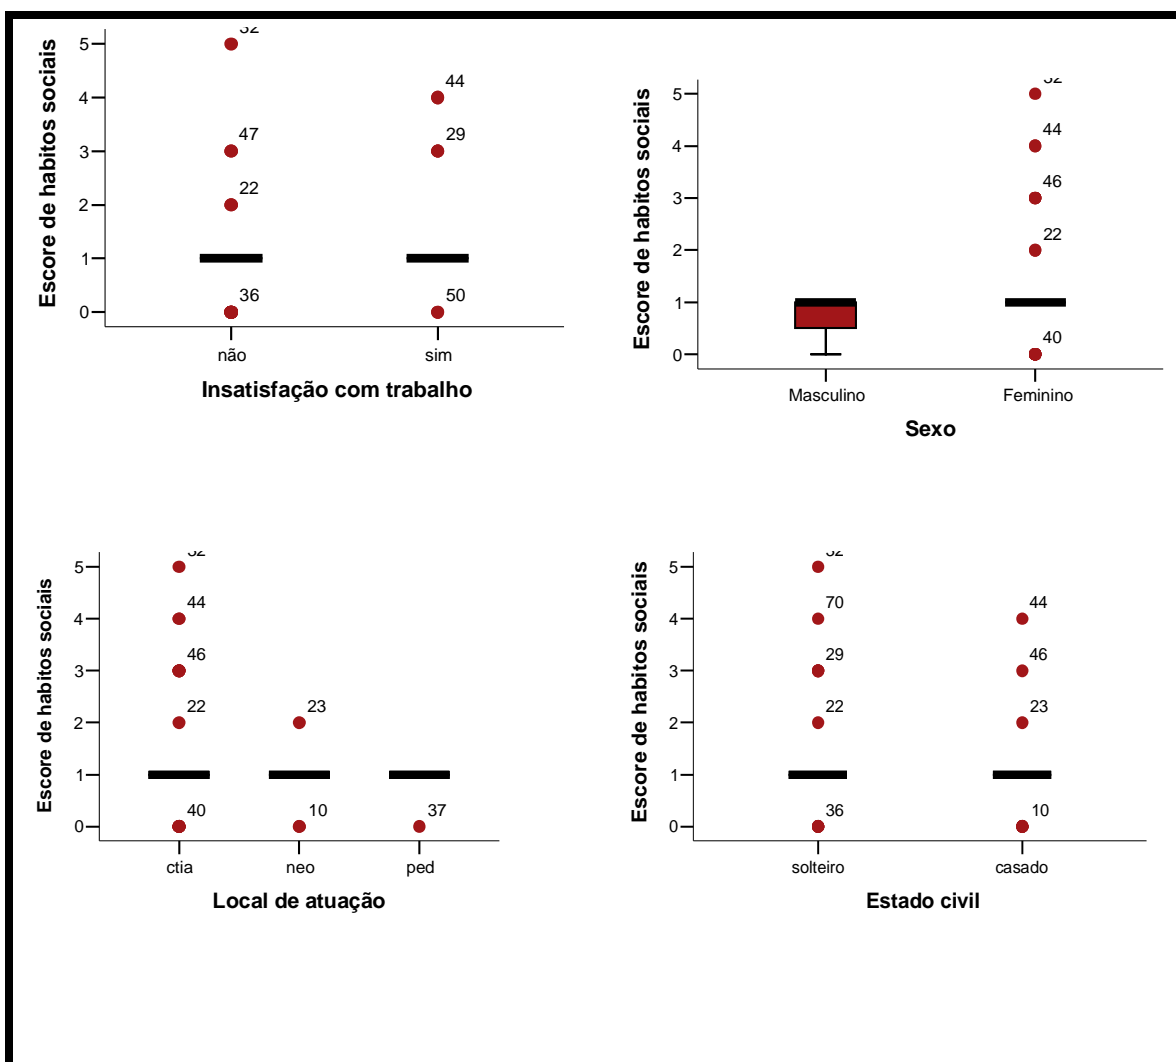 Escore de habitos sociais
5
4
3
2
1
0
47
22
36
44
29
50
não
sim
Insatisfação com trabalho
Escore de habitos sociais
5
4
3
2
1
0
44
46
22
40
Masculino
Feminino
Sexo
Escore de habitos sociais
5
4
3
2
1
0
44
46
22
40
23
10
37
ctia
neo
ped
Local de atuação
Escore de habitos sociais
5
4
3
2
1
0
70
29
22
36
44
46
23
10
solteiro
casado
Estado civil